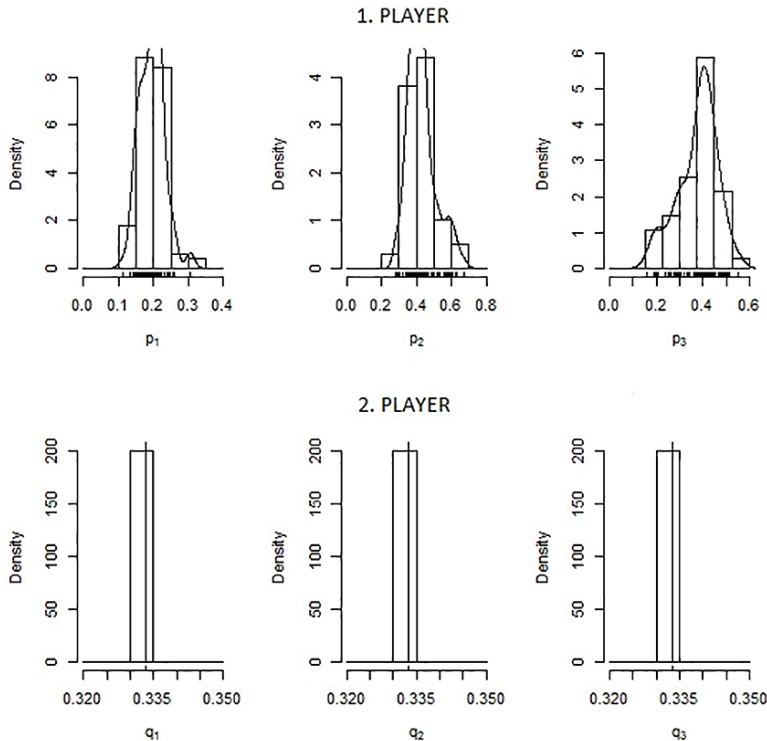 1. PLAYER
Density
0 2 4 6 8
0.0 0.1 0.2 0.3 0.4
p1
Density
0 1 2 3 4
0.0 0.2 0.4 0.6 0.8
p2
Density
0 1 2 3 4 5 6
0.0 0.2 0.4 0.6
p3
2. PLAYER
Density
0 50 100 150 200
0.320 0.335 0.350
q1
Density
0 50 100 150 200
0.320 0.335 0.350
q2
Density
0 50 100 150 200
0.320 0.335 0.350
q3